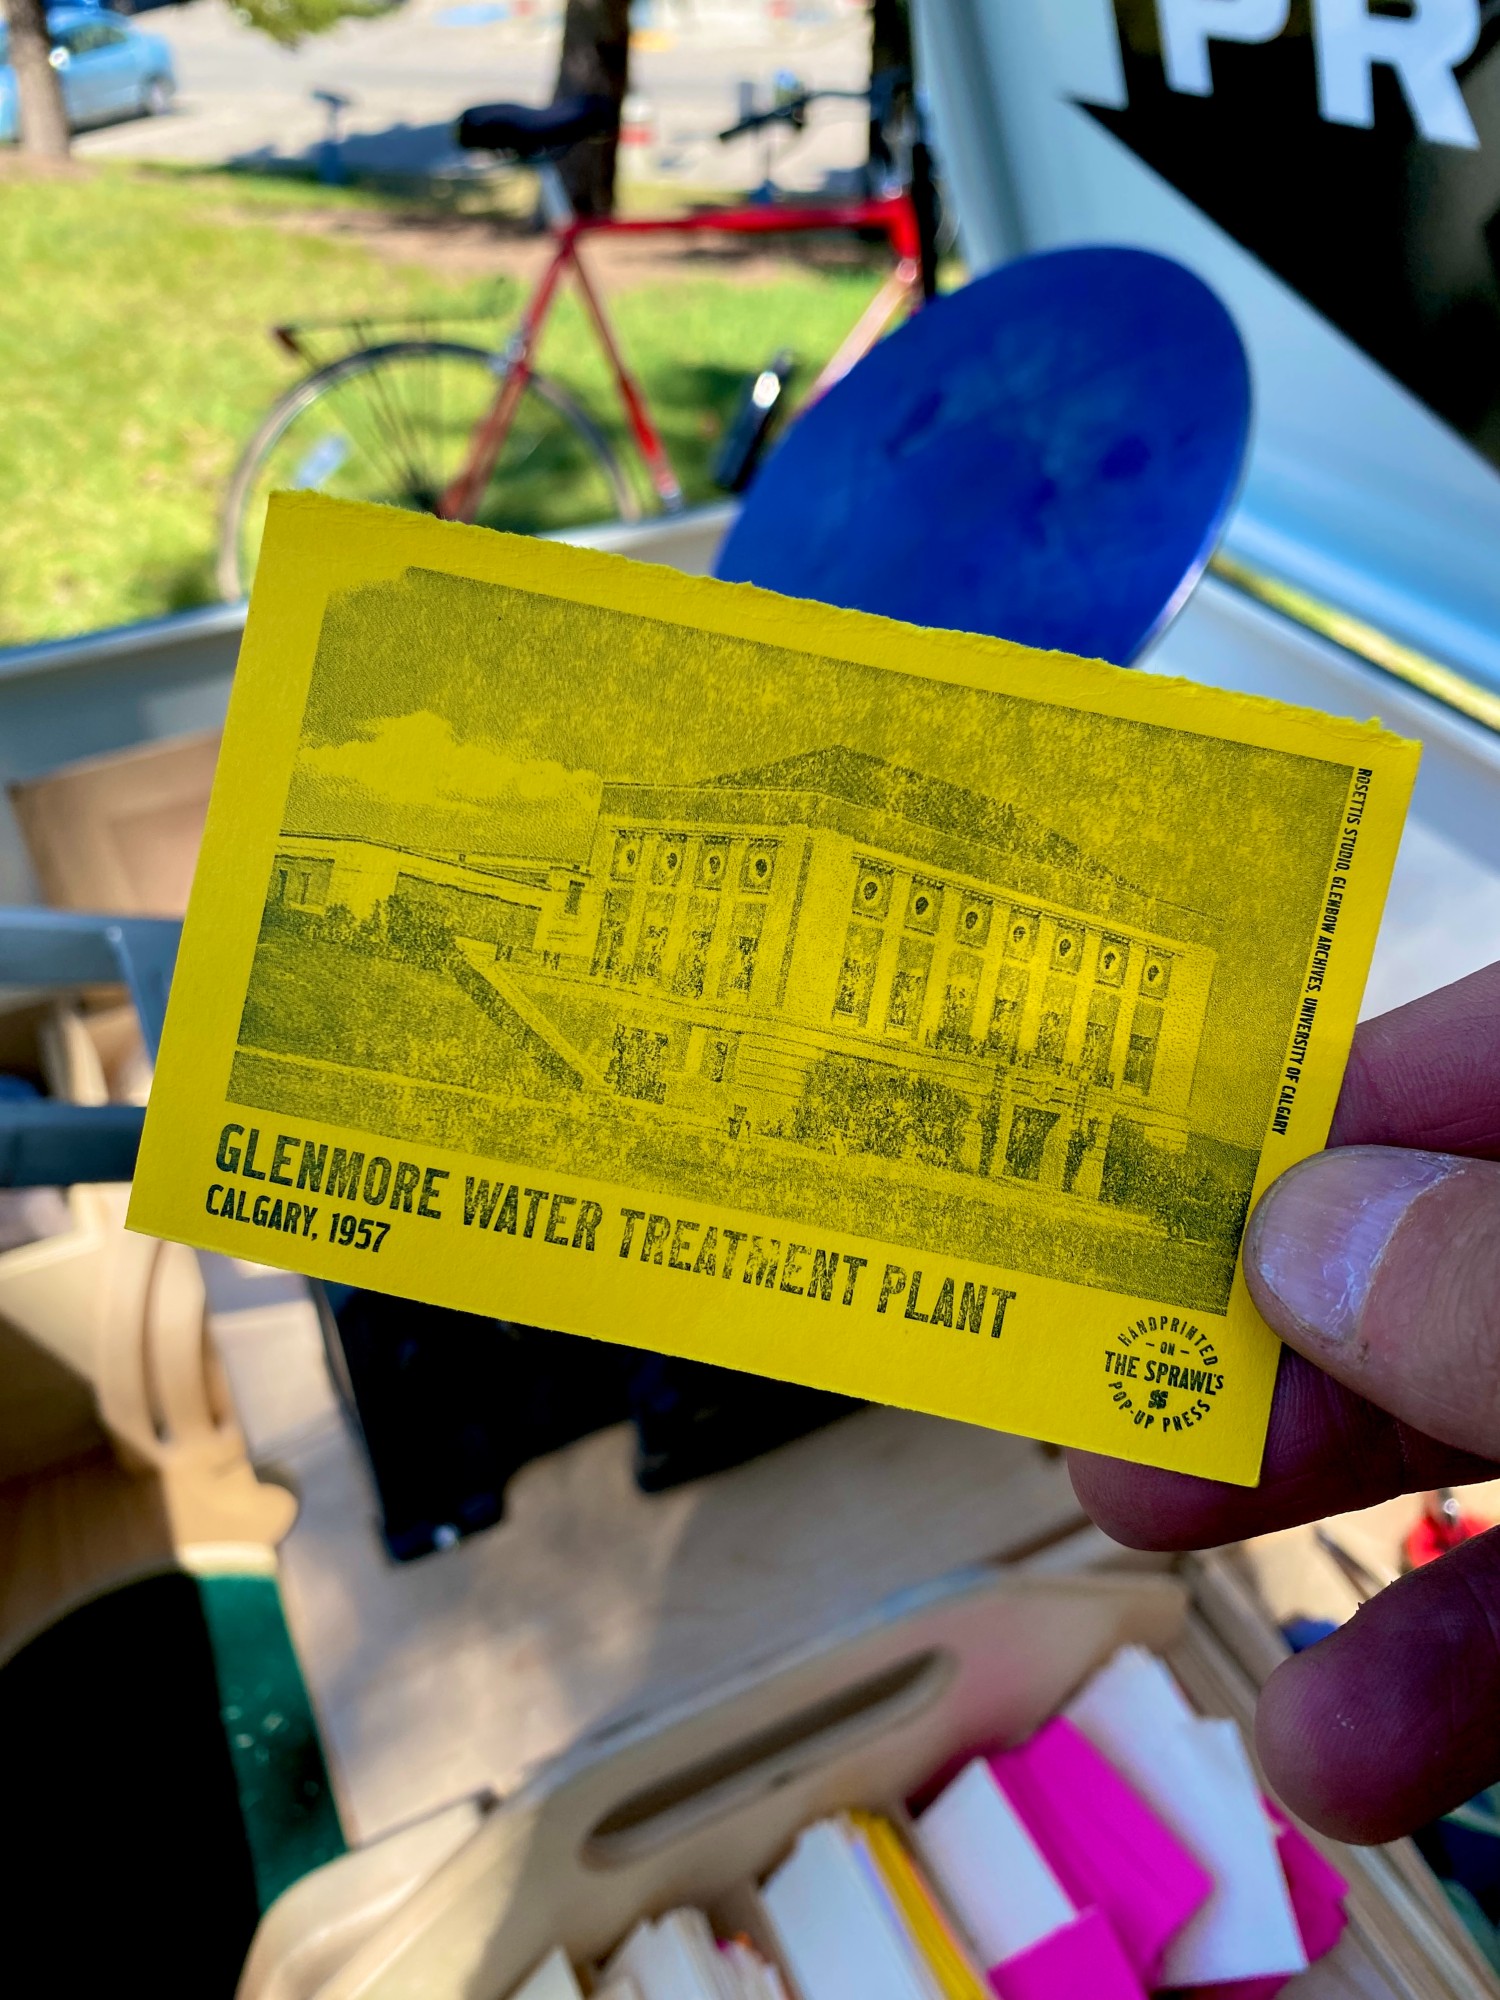 PR
ROSETTIS STUDIO, GLENBOW ARCHIVES, UNIVERSITY OF CALGARY
GLENMORE WATER TREATMENT PLANT
CALGARY, 1957
HANDPRINTED
– ON –
THE SPRAWL'S
POP-UP PRESS